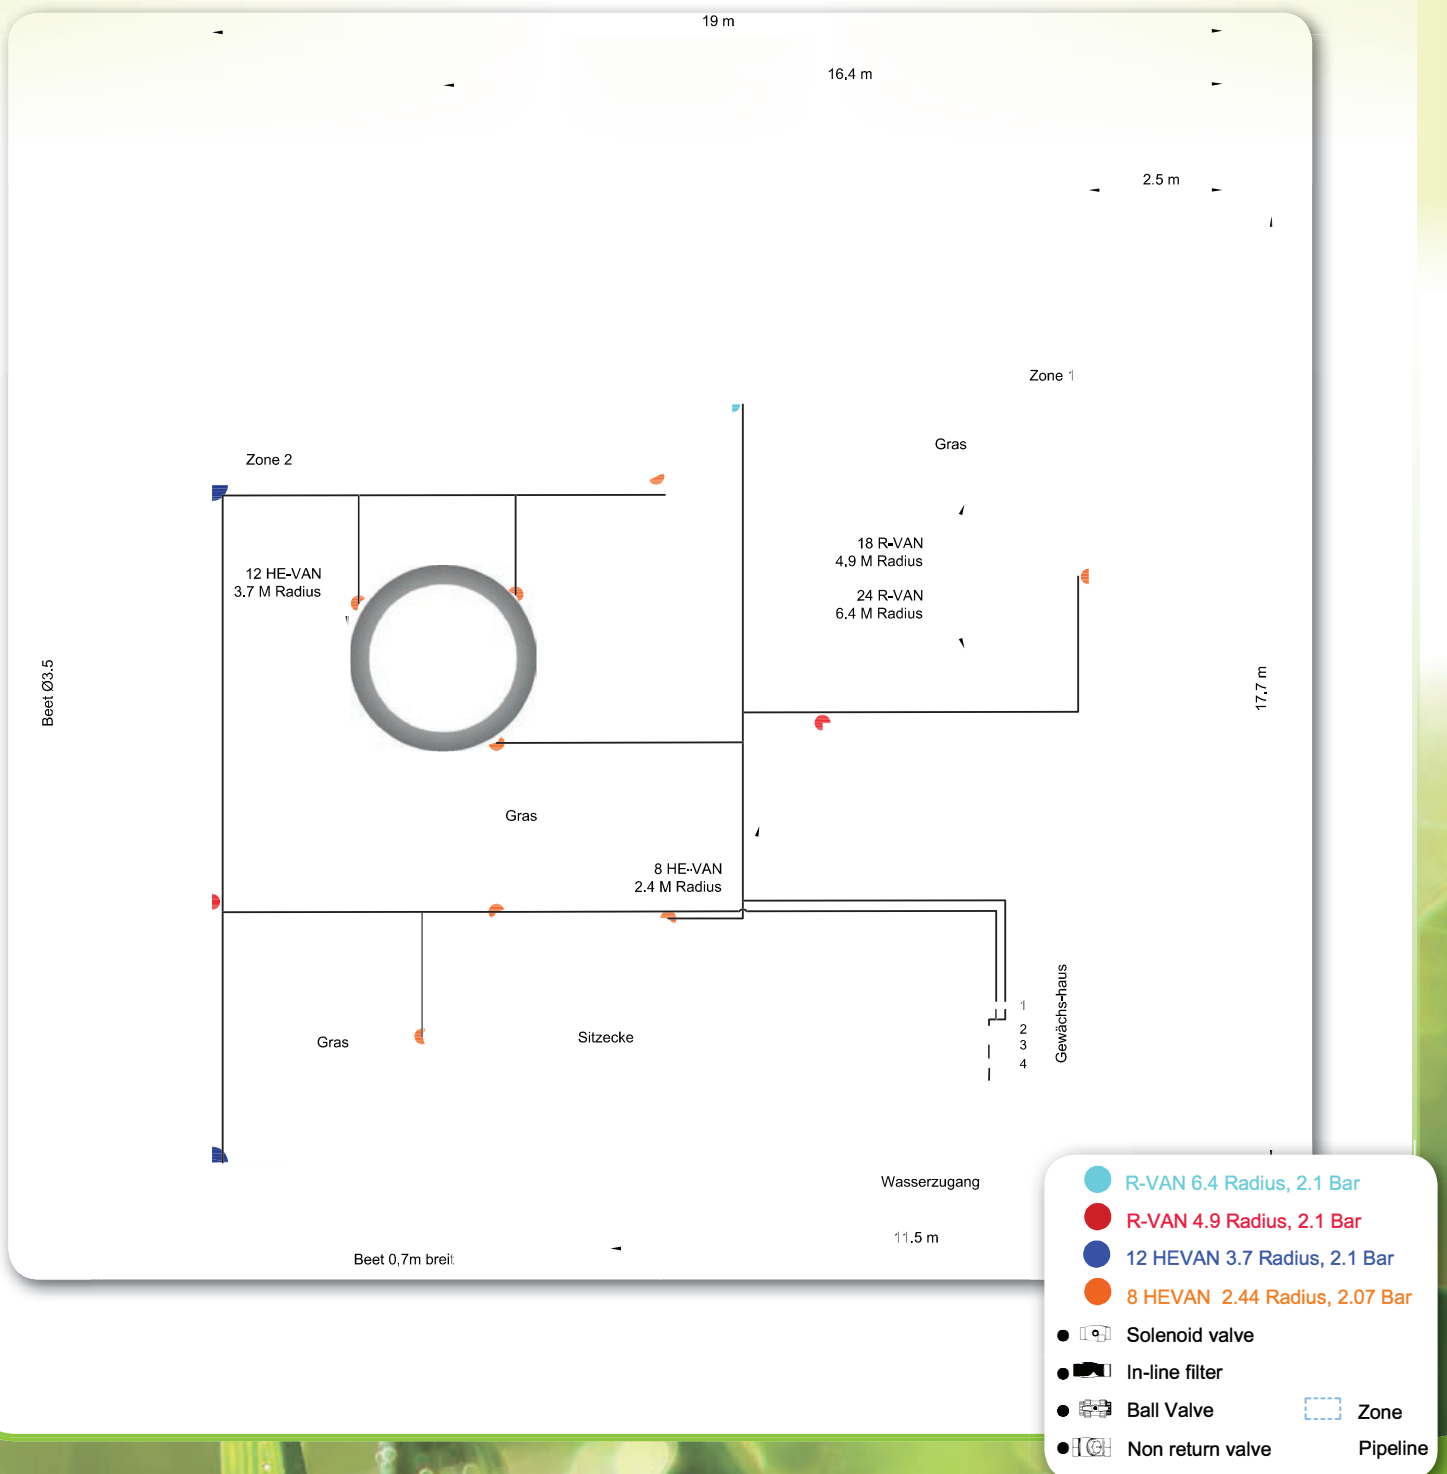 19 m
16,4 m
2.5 m
Zone 1
Gras
Zone 2
18 R-VAN
4,9 M Radius
24 R-VAN
6.4 M Radius
12 HE-VAN
3.7 M Radius
Beet Ø3.5
17,7 m
Gras
8 HE-VAN
2.4 M Radius
Gewächs-haus
1
2
3
4
Gras
Sitzecke
Wasserzugang
11.5 m
Beet 0,7m breit
R-VAN 6.4 Radius, 2.1 Bar
R-VAN 4.9 Radius, 2.1 Bar
12 HEVAN 3.7 Radius, 2.1 Bar
8 HEVAN 2.44 Radius, 2.07 Bar
Solenoid valve
In-line filter
Ball Valve
Zone
Non return valve
Pipeline